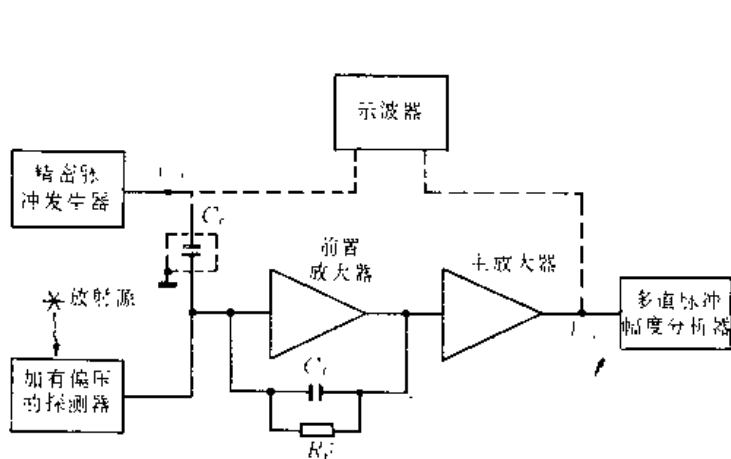 示波器
精密脉
冲发生器
前置
放大器
主放大器
放射源
多道脉冲
幅度分析器
加有偏压
的探测器